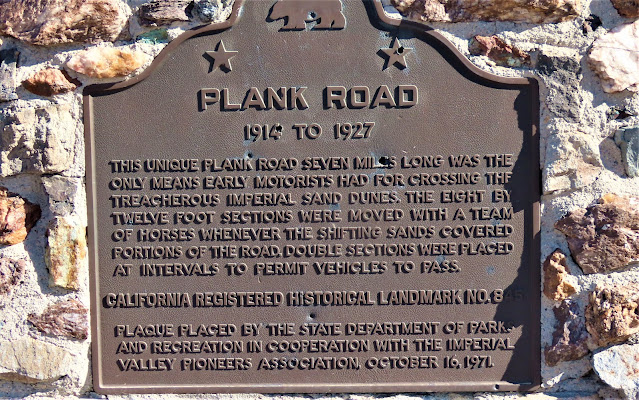 PLANK ROAD
1914 TO 1927
THIS UNIQUE PLANK ROAD SEVEN MILES LONG WAS THE
ONLY MEANS EARLY MOTORISTS HAD FOR CROSSING THE
TREACHEROUS IMPERIAL SAND DUNES. THE EIGHT BY
TWELVE FOOT SECTIONS WERE MOVED WITH A TEAM
OF HORSES WHENEVER THE SHIFTING SANDS COVERED
PORTIONS OF THE ROAD. DOUBLE SECTIONS WERE PLACED
AT INTERVALS TO PERMIT VEHICLES TO PASS.
CALIFORNIA REGISTERED HISTORICAL LANDMARK NO. 845
PLAQUE PLACED BY THE STATE DEPARTMENT OF PARKS
AND RECREATION IN COOPERATION WITH THE IMPERIAL
VALLEY PIONEERS ASSOCIATION, OCTOBER 16, 1971.